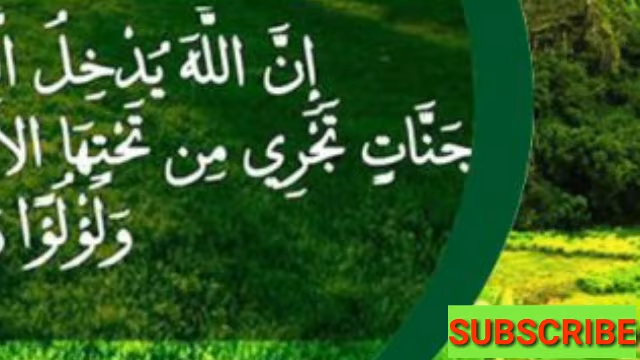 إِنَّ اللَّهَ يُدْخِلُ
جَنَّاتٍ تَجْرِي مِن تَحْتِهَا
وَلُؤْلُؤًا
SUBSCRIBE